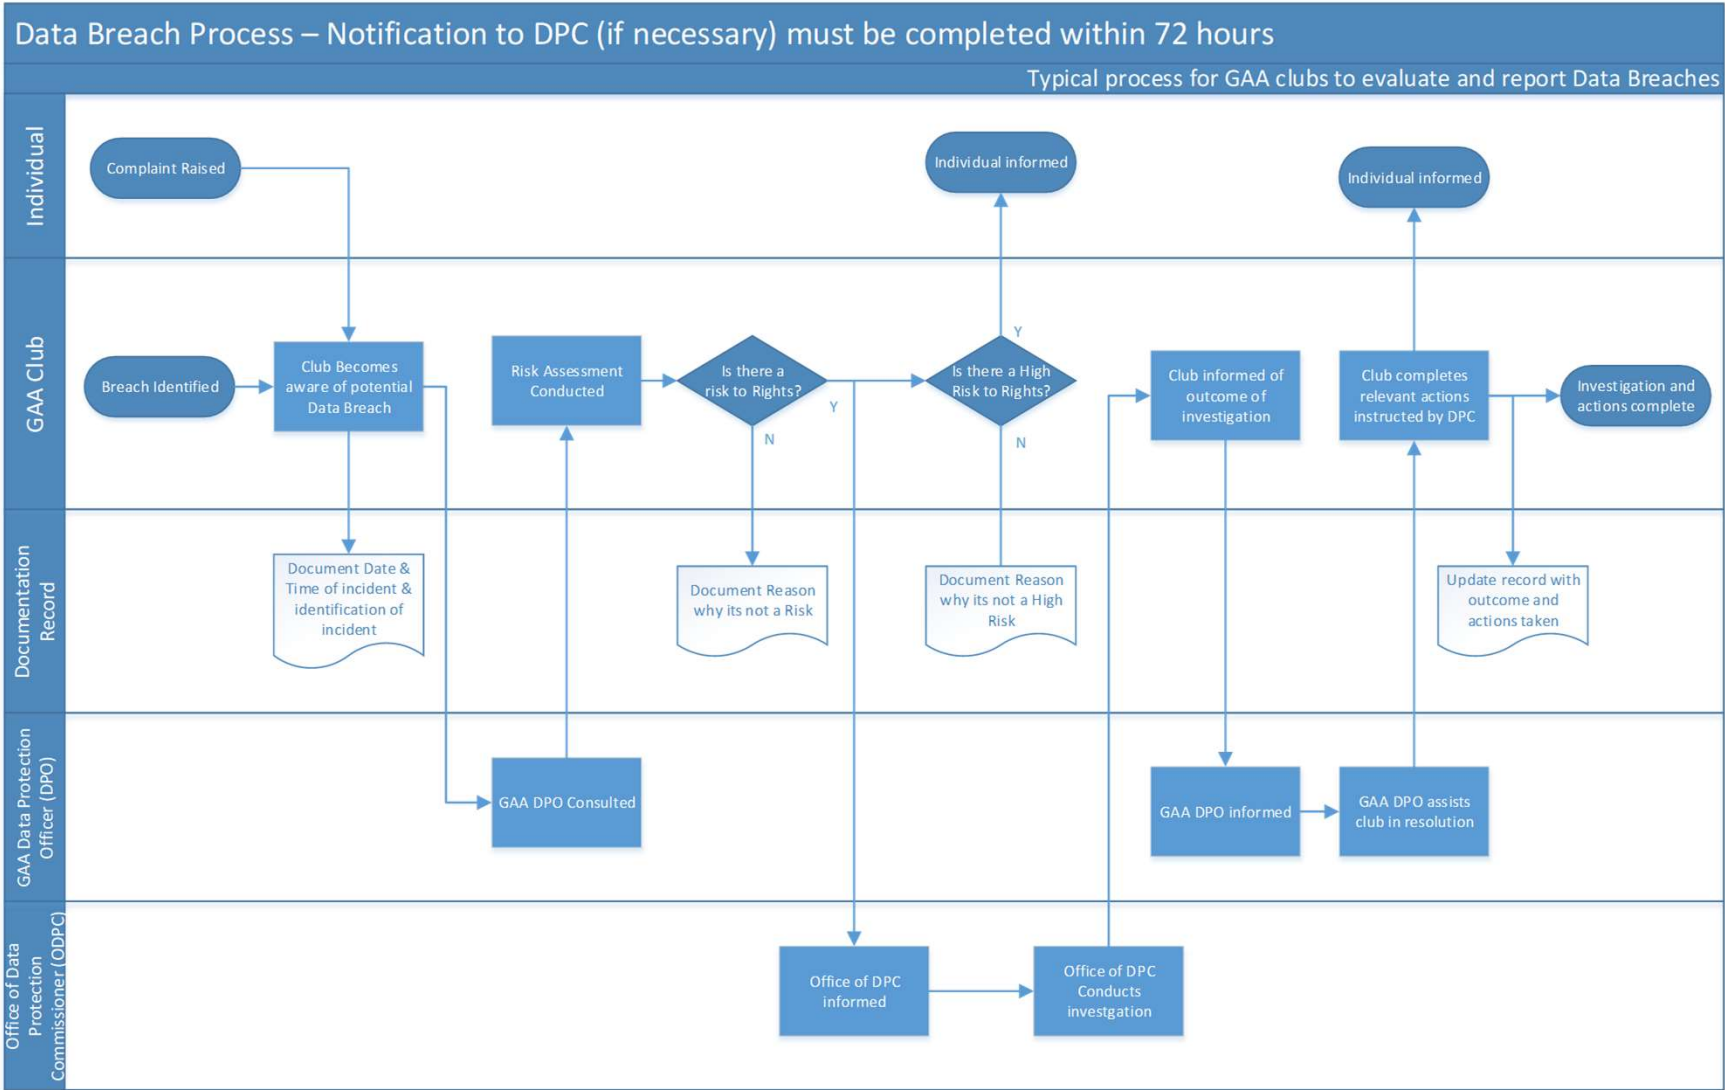 Data Breach Process – Notification to DPC (if necessary) must be completed within 72 hours
Typical process for GAA clubs to evaluate and report Data Breaches
Individual
Complaint Raised
Individual informed
Individual informed
GAA Club
Breach Identified
Club Becomes
aware of potential
Data Breach
Risk Assessment
Conducted
Is there a
risk to Rights?
Y
N
Is there a High
Risk to Rights?
Y
N
Club informed of
outcome of
investigation
Club completes
relevant actions
instructed by DPC
Investigation and
actions complete
Documentation
Record
Document Date &
Time of incident &
identification of
incident
Document Reason
why its not a Risk
Document Reason
why its not a High
Risk
Update record with
outcome and
actions taken
GAA Data Protection
Officer (DPO)
GAA DPO Consulted
GAA DPO informed
GAA DPO assists
club in resolution
Office of Data
Protection
Commissioner (ODPC)
Office of DPC
informed
Office of DPC
Conducts
investgation